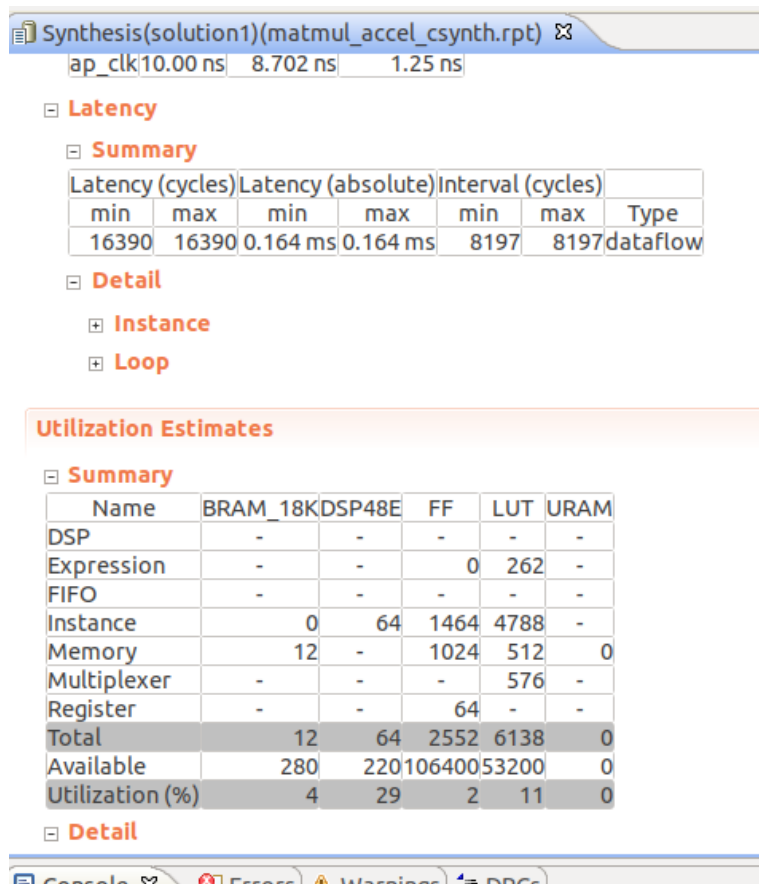 Synthesis(solution1)(matmul_accel_csynth.rpt)
ap_clk 10.00 ns 8.702 ns 1.25 ns
Latency
Summary
Latency (cycles) Latency (absolute) Interval (cycles)
min max min max min max Type
16390 16390 0.164 ms 0.164 ms 8197 8197 dataflow
Detail
Instance
Loop
Utilization Estimates
Summary
Name BRAM_18K DSP48E FF LUT URAM
DSP - - - - -
Expression - - 0 262 -
FIFO - - - - -
Instance 0 64 1464 4788 -
Memory 12 - 1024 512 0
Multiplexer - - - 576 -
Register - - 64 - -
Total 12 64 2552 6138 0
Available 280 220 106400 53200 0
Utilization (%) 4 29 2 11 0
Detail
Console Errors Warnings DRCs